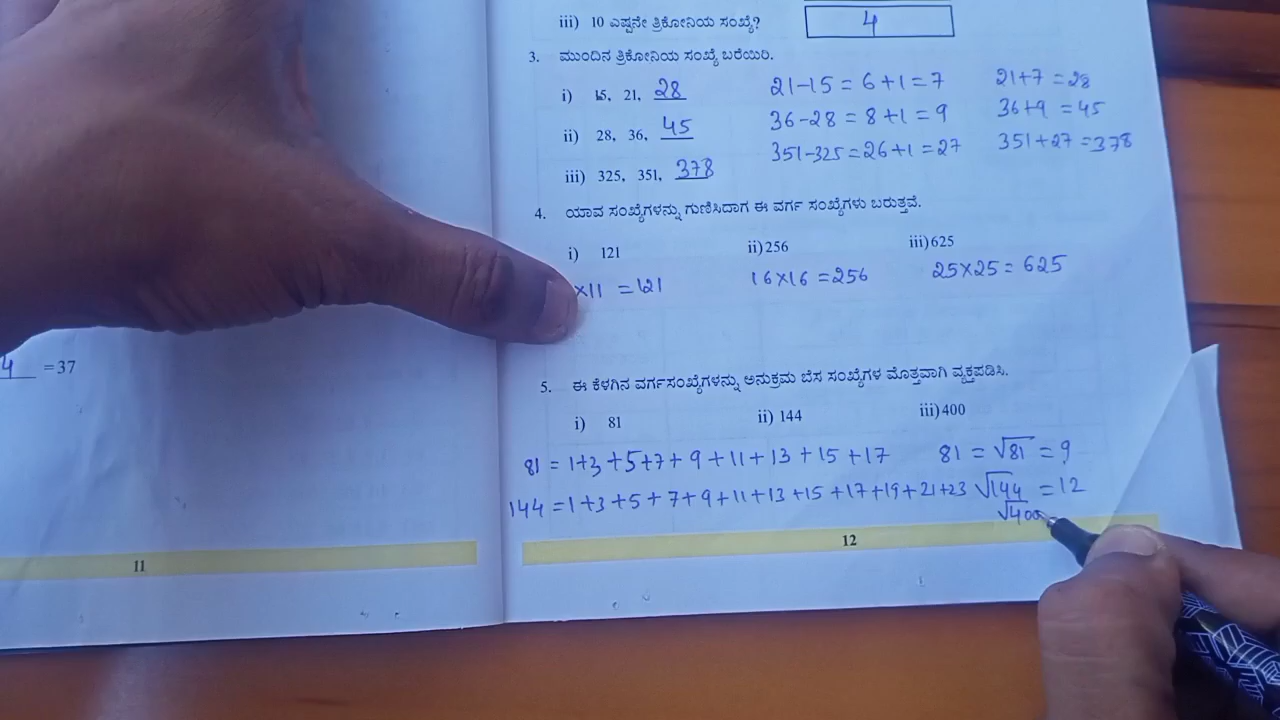 iii) 10 ಎಷ್ಟನೇ ತ್ರಿಕೋನಿಯ ಸಂಖ್ಯೆ? 4
3. ಮುಂದಿನ ತ್ರಿಕೋನಿಯ ಸಂಖ್ಯೆ ಬರೆಯಿರಿ.
i) 15, 21, 28 21-15 = 6+1 = 7 21+7 = 28
ii) 28, 36, 45 36-28 = 8+1 = 9 36+9 = 45
iii) 325, 351, 378 351-325 = 26+1 = 27 351+27 = 378
4. ಯಾವ ಸಂಖ್ಯೆಗಳನ್ನು ಗುಣಿಸಿದಾಗ ಈ ವರ್ಗ ಸಂಖ್ಯೆಗಳು ಬರುತ್ತವೆ.
i) 121 ii) 256 iii) 625
×11 = 121 16×16 = 256 25×25 = 625
4 = 37
5. ಈ ಕೆಳಗಿನ ವರ್ಗಸಂಖ್ಯೆಗಳನ್ನು ಅನುಕ್ರಮ ಬೆಸ ಸಂಖ್ಯೆಗಳ ಮೊತ್ತವಾಗಿ ವ್ಯಕ್ತಪಡಿಸಿ.
i) 81 ii) 144 iii) 400
81 = 1+3+5+7+9+11+13+15+17 81 = √81 = 9
144 = 1+3+5+7+9+11+13+15+17+19+21+23 √144 = 12
√400
11
12